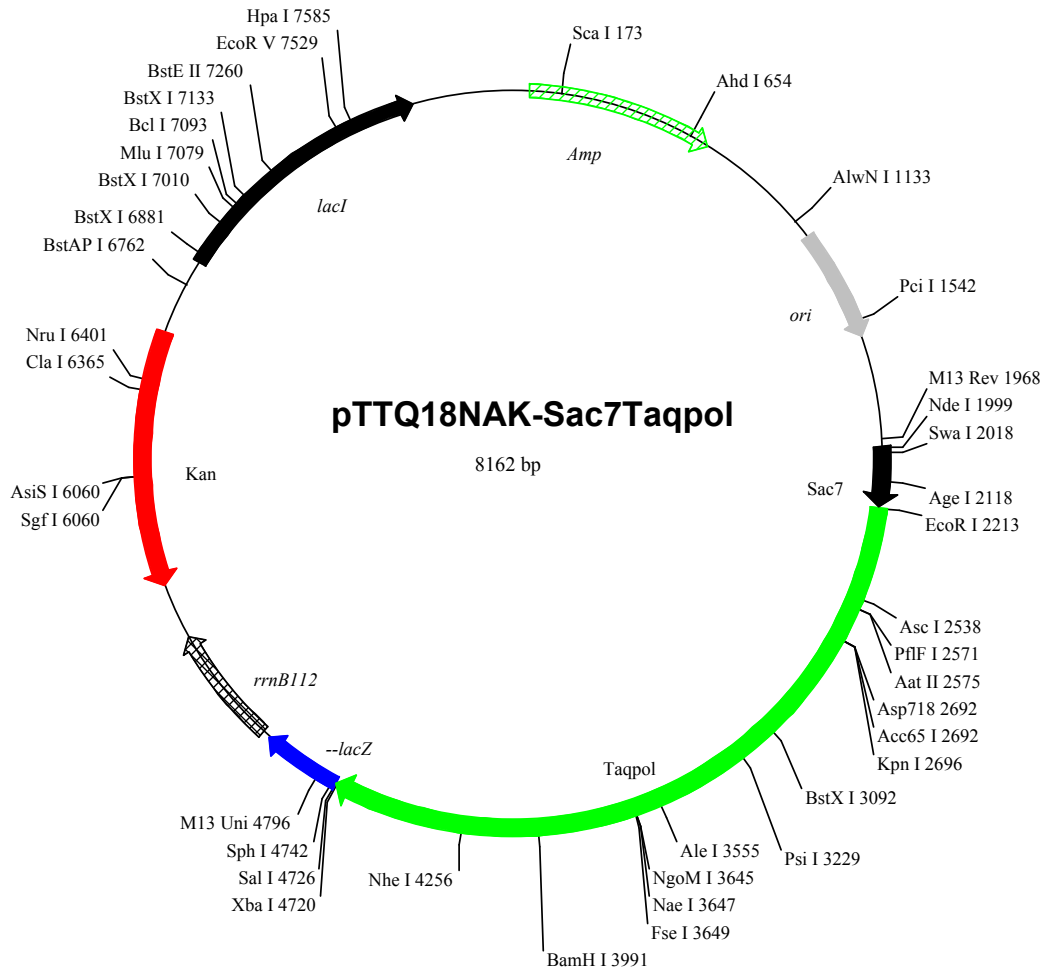 Hpa I 7585
EcoR V 7529
BstE II 7260
BstX I 7133
Bcl I 7093
Mlu I 7079
BstX I 7010
BstX I 6881
BstAP I 6762
lacI
Sca I 173
Ahd I 654
Amp
AlwN I 1133
Pci I 1542
ori
M13 Rev 1968
Nde I 1999
Swa I 2018
Sac7
Age I 2118
EcoR I 2213
Nru I 6401
Cla I 6365
pTTQ18NAK-Sac7Taqpol
8162 bp
Kan
AsiS I 6060
Sgf I 6060
Asc I 2538
PflF I 2571
Aat II 2575
Asp718 2692
Acc65 I 2692
Kpn I 2696
rrnB112
--lacZ
Taqpol
BstX I 3092
Psi I 3229
M13 Uni 4796
Sph I 4742
Sal I 4726
Xba I 4720
Nhe I 4256
Ale I 3555
NgoM I 3645
Nae I 3647
Fse I 3649
BamH I 3991